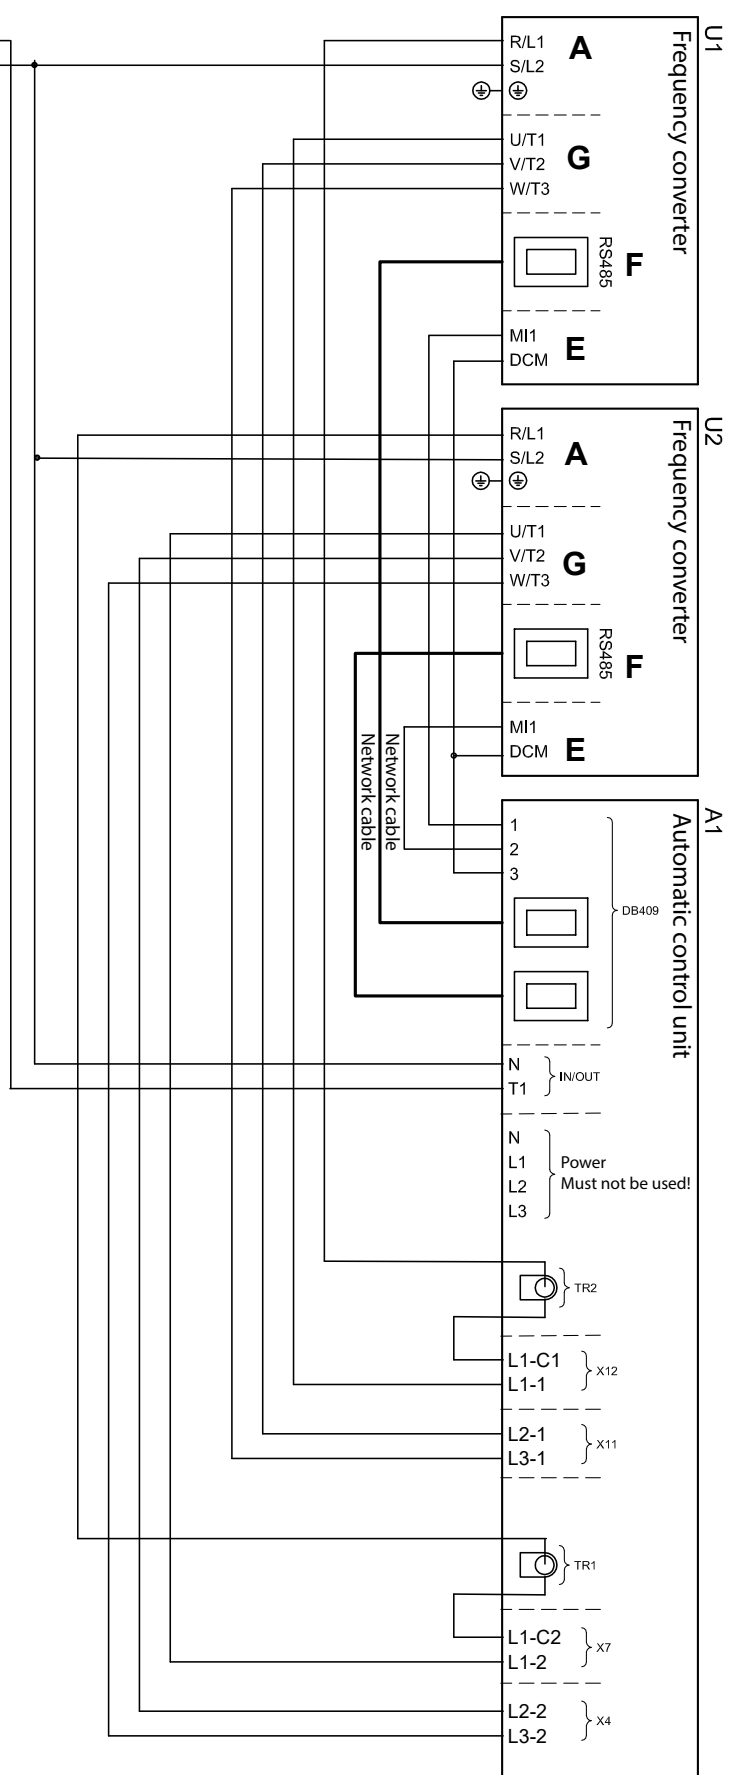 U1
Frequency converter
R/L1
A
S/L2
U/T1
V/T2
G
W/T3
RS485
F
MI1
E
DCM
U2
Frequency converter
R/L1
S/L2
A
U/T1
V/T2
G
W/T3
RS485
F
MI1
DCM
E
Network cable
Network cable
A1
Automatic control unit
1
2
3
DB409
N
IN/OUT
T1
N
L1
Power
L2
Must not be used!
L3
TR2
L1-C1
X12
L1-1
L2-1
X11
L3-1
TR1
L1-C2
X7
L1-2
L2-2
X4
L3-2